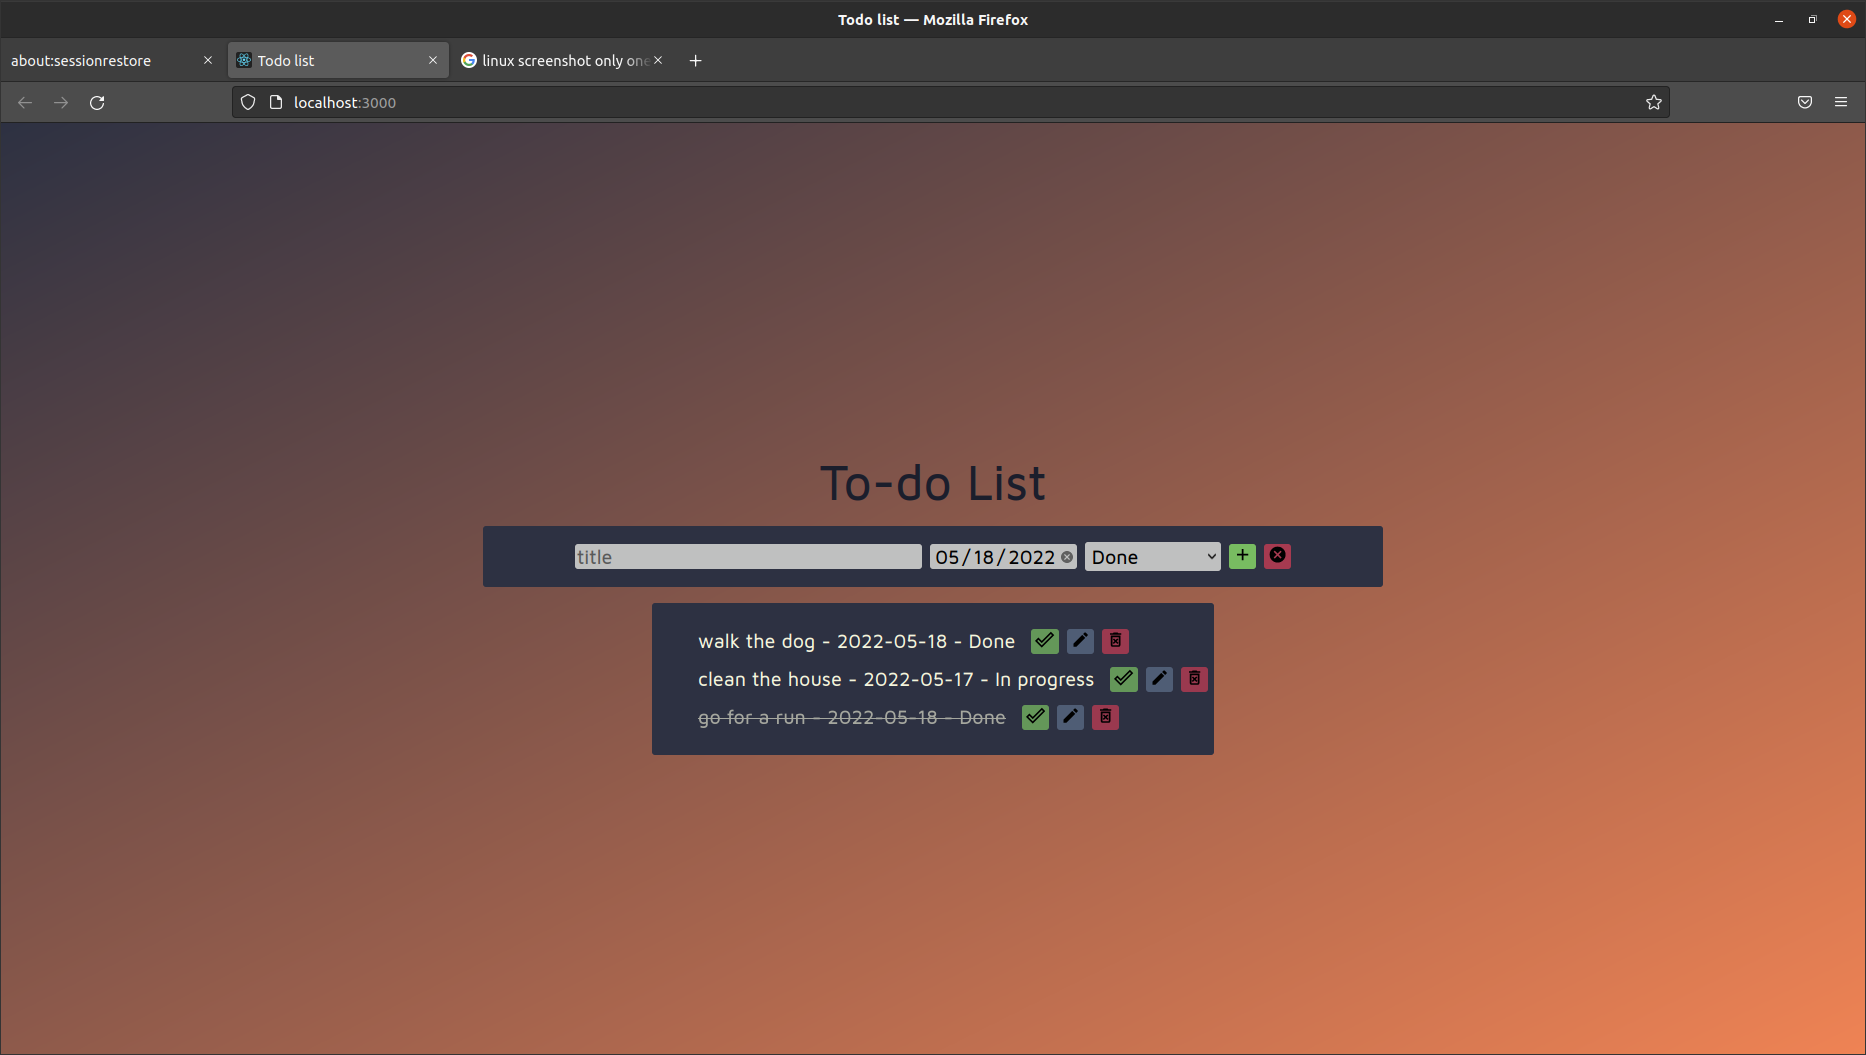 Todo list — Mozilla Firefox
about:sessionrestore
Todo list
linux screenshot only one
localhost:3000
To-do List
title
05/18/2022
Done
walk the dog - 2022-05-18 - Done
clean the house - 2022-05-17 - In progress
go for a run - 2022-05-18 - Done